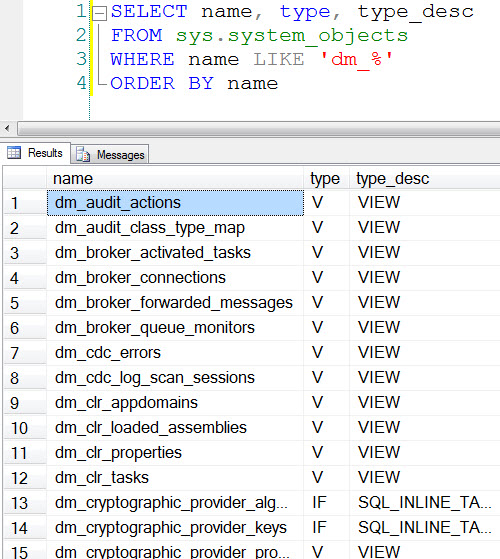 1 SELECT name, type, type_desc
2 FROM sys.system_objects
3 WHERE name LIKE 'dm_%'
4 ORDER BY name
Results Messages
name type type_desc
1 dm_audit_actions V VIEW
2 dm_audit_class_type_map V VIEW
3 dm_broker_activated_tasks V VIEW
4 dm_broker_connections V VIEW
5 dm_broker_forwarded_messages V VIEW
6 dm_broker_queue_monitors V VIEW
7 dm_cdc_errors V VIEW
8 dm_cdc_log_scan_sessions V VIEW
9 dm_clr_appdomains V VIEW
10 dm_clr_loaded_assemblies V VIEW
11 dm_clr_properties V VIEW
12 dm_clr_tasks V VIEW
13 dm_cryptographic_provider_alg... IF SQL_INLINE_TA...
14 dm_cryptographic_provider_keys IF SQL_INLINE_TA...
15 dm_cryptographic_provider_pro... V VIEW